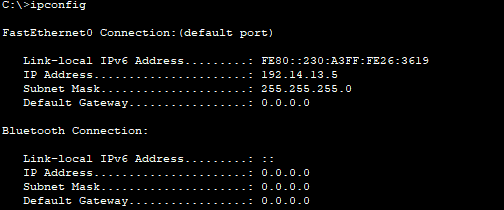 C:\>ipconfig
FastEthernet0 Connection:(default port)
Link-local IPv6 Address.........: FE80::230:A3FF:FE26:3619
IP Address......................: 192.14.13.5
Subnet Mask.....................: 255.255.255.0
Default Gateway.................: 0.0.0.0
Bluetooth Connection:
Link-local IPv6 Address.........: ::
IP Address......................: 0.0.0.0
Subnet Mask.....................: 0.0.0.0
Default Gateway.................: 0.0.0.0